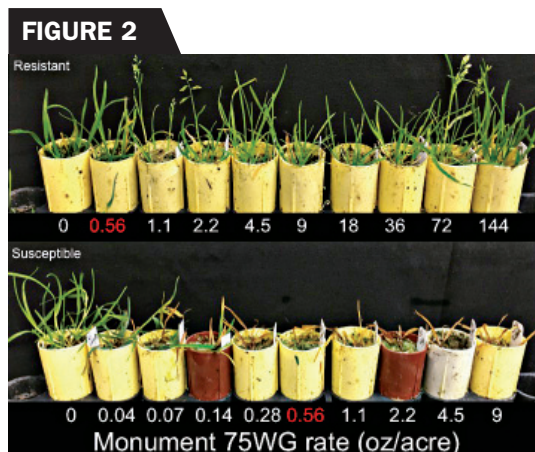 FIGURE 2
Resistant
0 0.56 1.1 2.2 4.5 9 18 36 72 144
Susceptible
0 0.04 0.07 0.14 0.28 0.56 1.1 2.2 4.5 9
Monument 75WG rate (oz/acre)